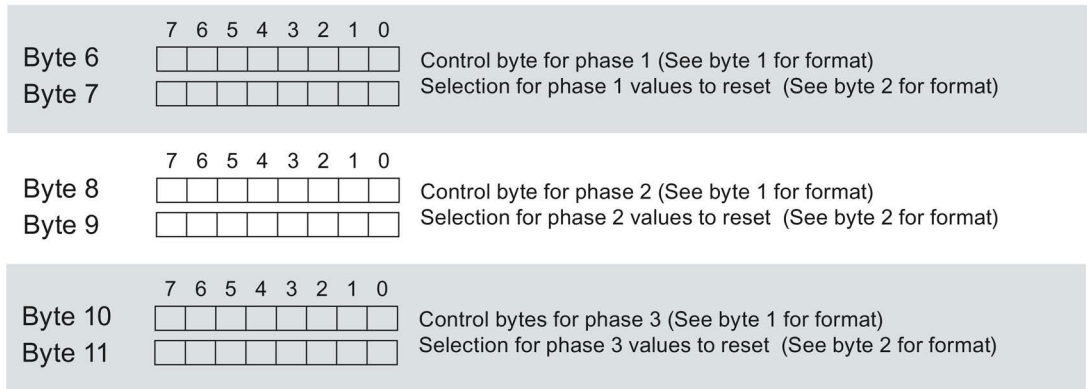 7 6 5 4 3 2 1 0
Byte 6 Control byte for phase 1 (See byte 1 for format)
Byte 7 Selection for phase 1 values to reset (See byte 2 for format)
7 6 5 4 3 2 1 0
Byte 8 Control byte for phase 2 (See byte 1 for format)
Byte 9 Selection for phase 2 values to reset (See byte 2 for format)
7 6 5 4 3 2 1 0
Byte 10 Control bytes for phase 3 (See byte 1 for format)
Byte 11 Selection for phase 3 values to reset (See byte 2 for format)